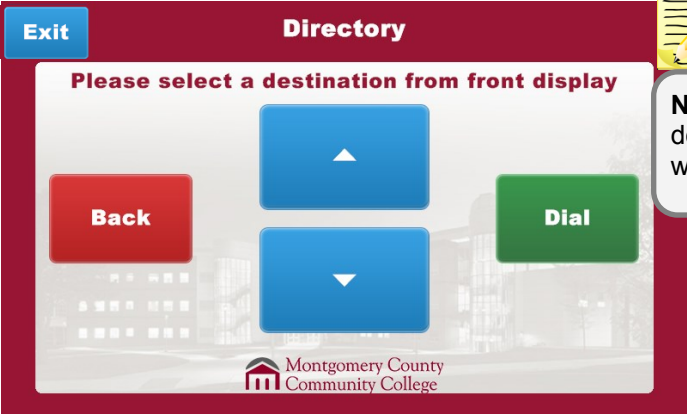 Exit
Directory
Please select a destination from front display
Back
Dial
Montgomery County
Community College